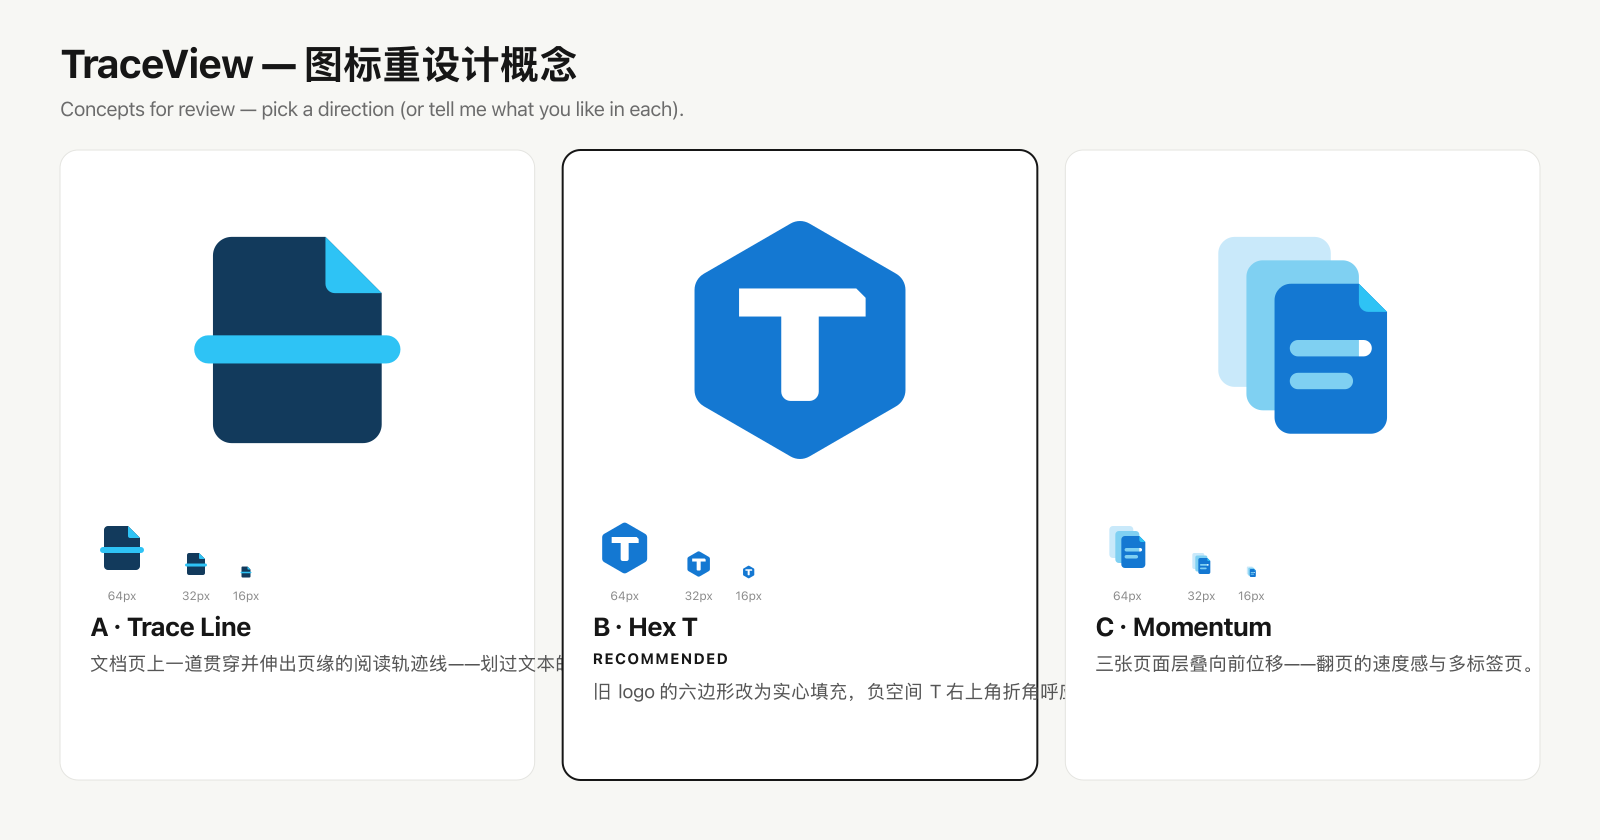 TraceView — 图标重设计概念
Concepts for review — pick a direction (or tell me what you like in each).
T
64px 32px 16px
A · Trace Line
文档页上一道贯穿并伸出页缘的阅读轨迹线——划过文本的
T
64px 32px 16px
B · Hex T
RECOMMENDED
旧 logo 的六边形改为实心填充，负空间 T 右上角折角呼应
64px 32px 16px
C · Momentum
三张页面层叠向前位移——翻页的速度感与多标签页。